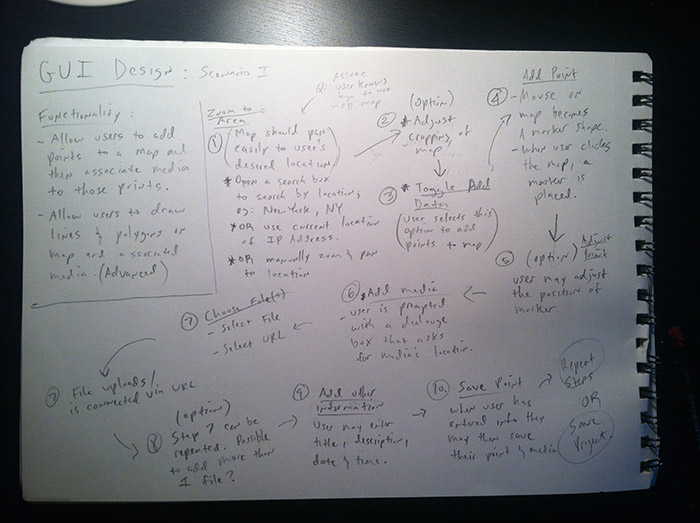 GUI Design: Scenario I
Functionality:
- Allow users to add
points to a map and
then associate media
to those points.
- Allow users to draw
lines & polygons on
map and associated
media. (Advanced)
Assume
user knows
how to use
web map
Zoom to
Area
① (Map should pan
easily to user's
desired location)
* Open a search box
to search by location,
eg: New York, NY
* OR use current location
of IP Address.
* OR manually zoom & pan
to location
(Option)
② * Adjust
cropping of
map
③ * Toggle Add
Data
(User selects this
option to add
points to map)
Add Point
④ - Mouse on
map becomes
a marker shape.
- When user clicks
the map, a
marker is
placed.
⑤ (option) Adjust
Point
user may adjust
the position of
marker.
⑥ * Add media
- user is prompted
with a dialouge
box that asks
for media's location.
⑦ Choose File(s)
- Select File
- Select URL
⑦ File uploads/
is connected via URL
(option)
⑧ Step 7 can be
repeated. Possible
to add more than
1 file?
⑨ Add other
information
User may enter
title, description,
date & time.
10. Save Point
when user has
entered info they
may then save
their point & media
Repeat
Steps
OR
Save
Project.